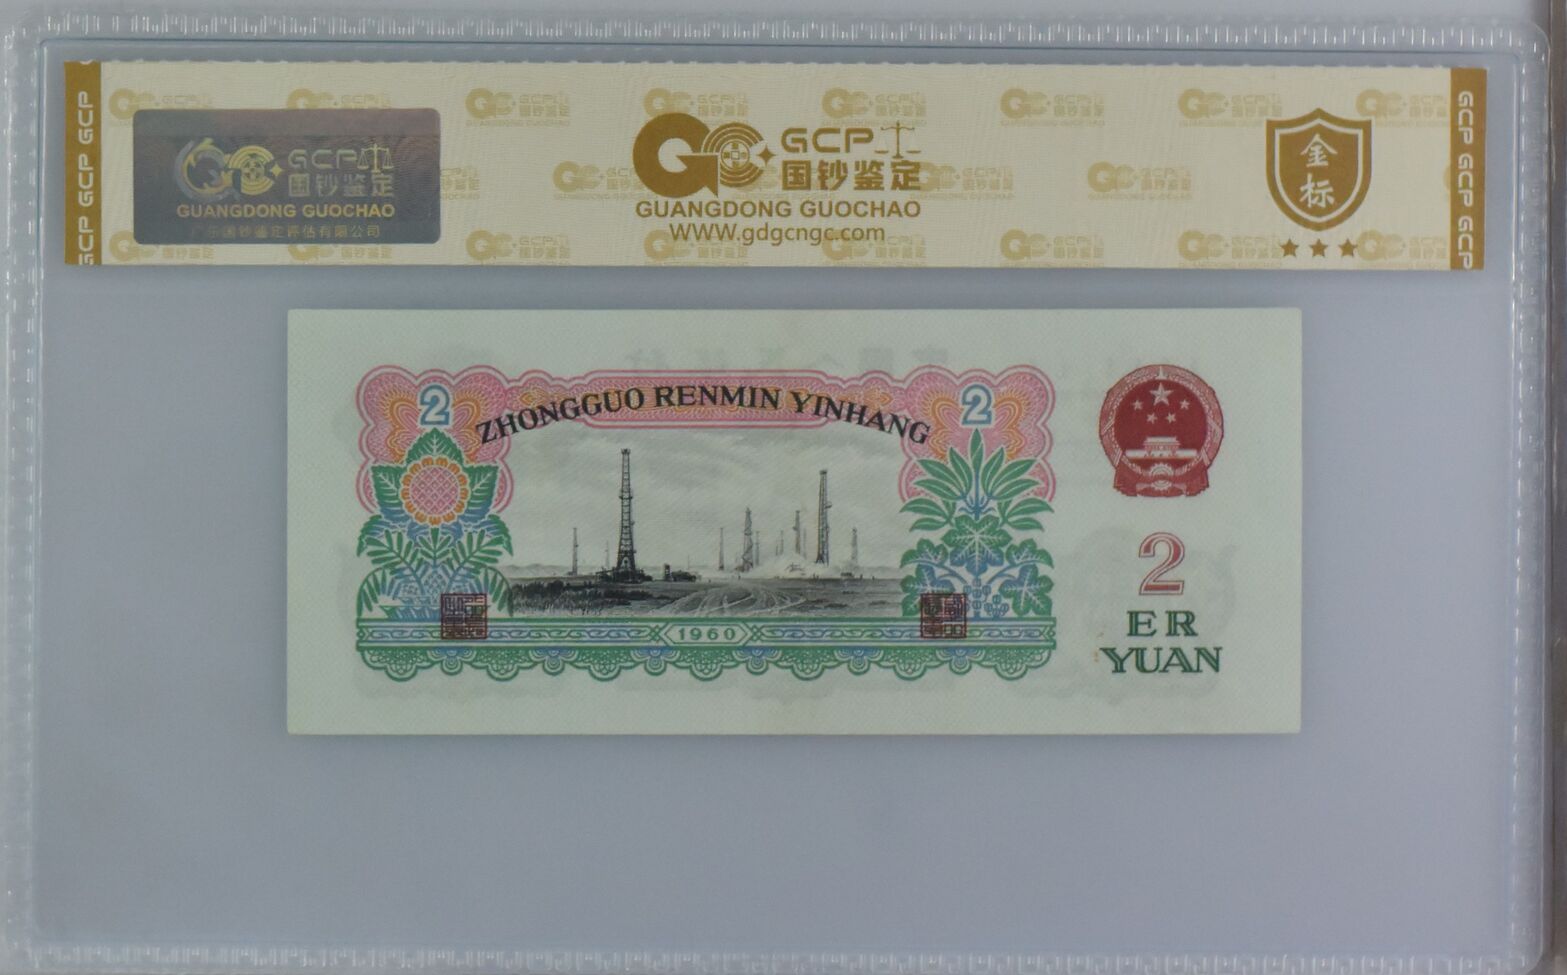 GCP GCP GCP
GCP
国钞鉴定
GUANGDONG GUOCHAO
广东国钞鉴定评估有限公司
GCP
国钞鉴定
GUANGDONG GUOCHAO
WWW.gdgcngc.com
金
标
GCP GCP GCP
2
ZHONGGUO RENMIN YINHANG
2
1960
2
ER
YUAN